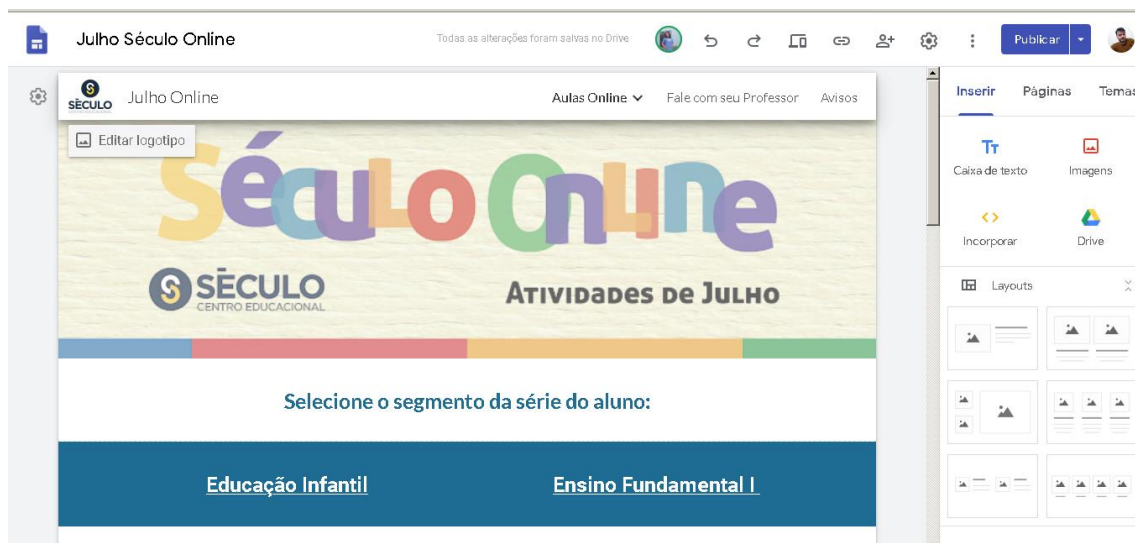 Julho Século Online
Todas as alterações foram salvas no Drive
Publicar
SÈCULO
Julho Online
Aulas Online
Fale com seu Professor
Avisos
Editar logotipo
Século Online
SÈCULO
CENTRO EDUCACIONAL
Atividades de Julho
Selecione o segmento da série do aluno:
Educação Infantil
Ensino Fundamental I
Inserir
Páginas
Temas
Caixa de texto
Imagens
Incorporar
Drive
Layouts